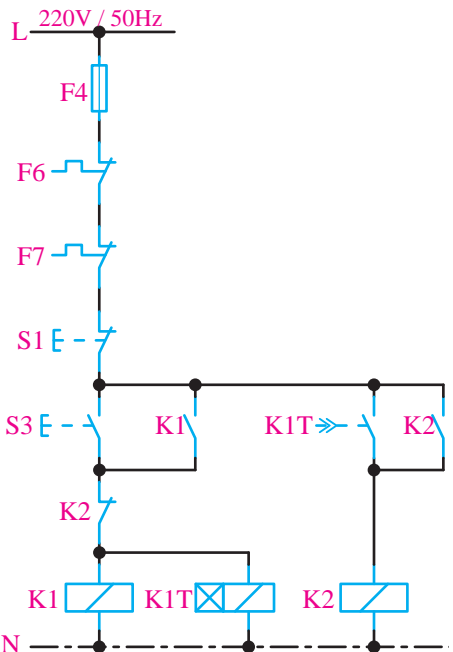 L 220V / 50Hz
F4
F6
F7
S1
S3 K1 K1T K2
K2
K1 K1T K2
N